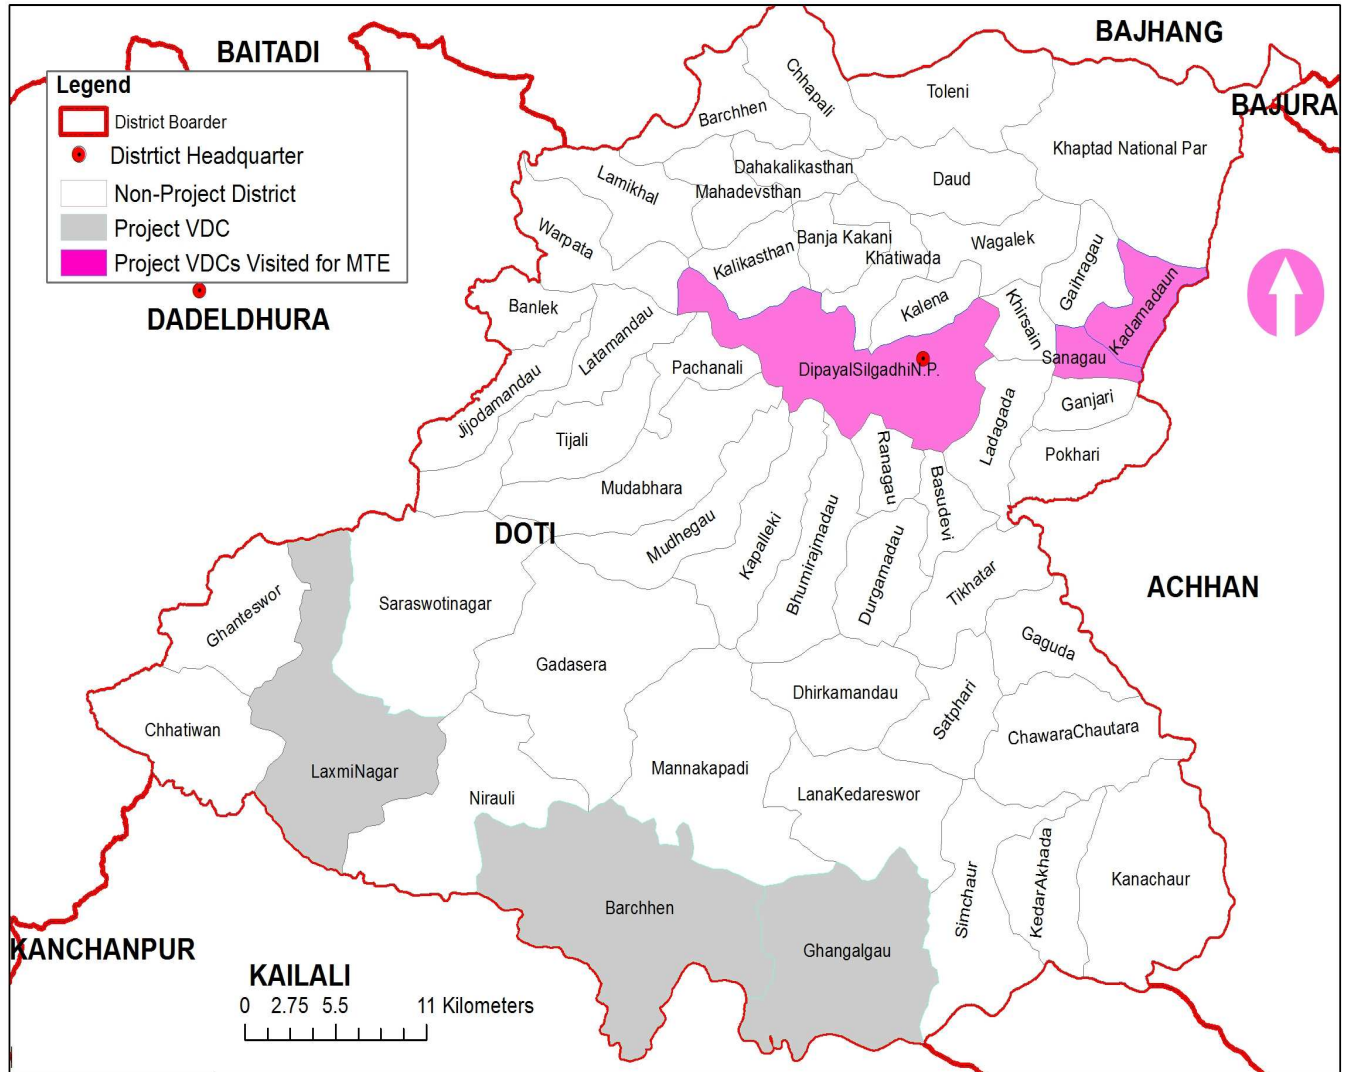 BAITADI
BAJHANG
BAJURA
Legend
District Boarder
Distrtict Headquarter
Non-Project District
Project VDC
Project VDCs Visited for MTE
DADELDHURA
Chhapali
Toleni
Barchhen
Khaptad National Par
Dahakalikasthan
Lamikhal
Mahadevsthan
Daud
Warpata
Kalikasthan
Banja Kakani
Khatiwada
Wagalek
Gaihragau
Kadamadaun
Banlek
Latamandau
Kalena
Khirsain
Sanagau
Pachanali
DipayalSilgadhiN.P.
Jijodamandau
Ganjari
Tijali
Ladagada
Pokhari
Ranagau
Mudabhara
Basudevi
DOTI
Mudhegau
Kapalleki
Bhumirajmadau
Durgamadau
Tikhatar
ACHHAN
Ghanteswor
Saraswotinagar
Gadasera
Gaguda
Dhirkamandau
Satphari
Chhatiwan
ChawaraChautara
LaxmiNagar
Mannakapadi
Nirauli
LanaKedareswor
Simchaur
KedarAkhada
Kanachaur
Barchhen
Ghangalgau
KANCHANPUR
KAILALI
0 2.75 5.5 11 Kilometers